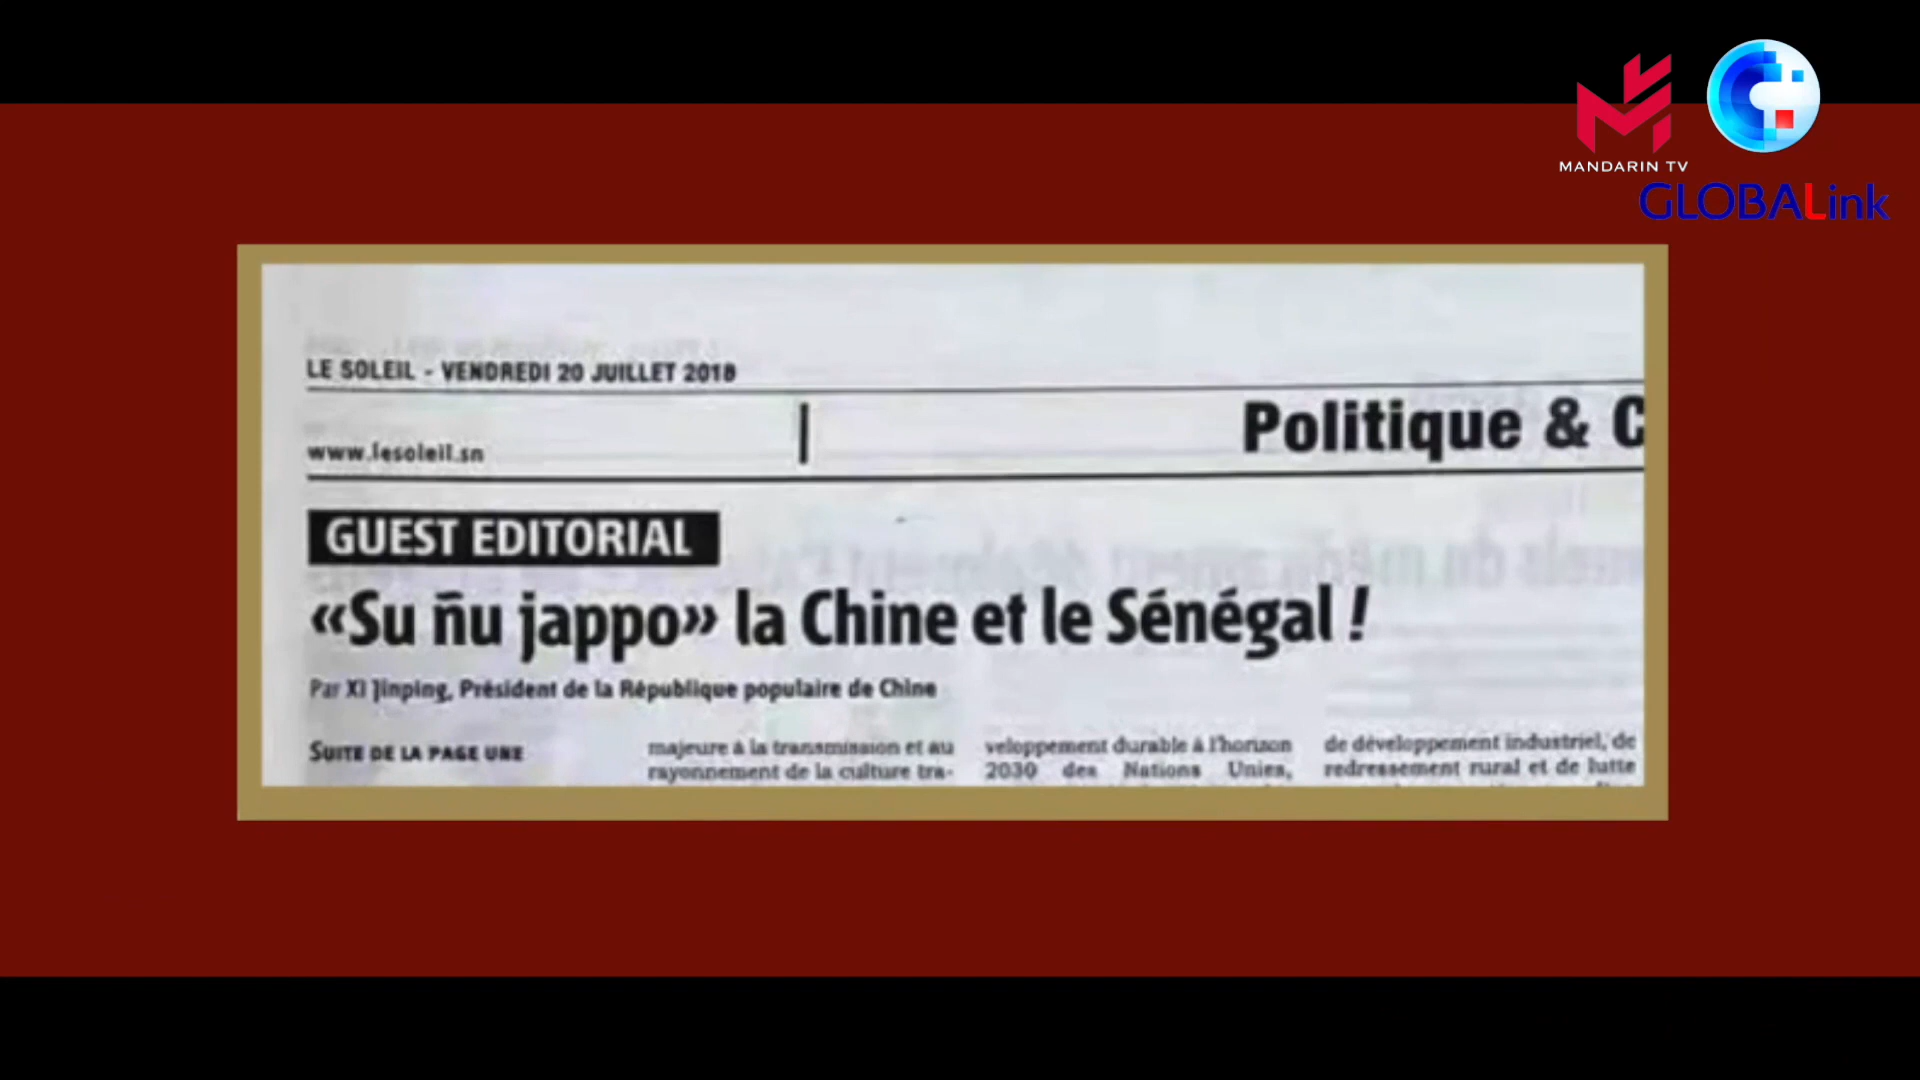 MANDARIN TV
GLOBALink
LE SOLEIL - VENDREDI 20 JUILLET 2018
www.lesoleil.sn
Politique & C
GUEST EDITORIAL
«Su ñu jappo» la Chine et le Sénégal !
Par XI Jinping, Président de la République populaire de Chine
SUITE DE LA PAGE UNE
majeure à la transmission et au
rayonnement de la culture tra-
veloppement durable à l'horizon
2030 des Nations Unies,
de développement industriel, de
redressement rural et de lutte